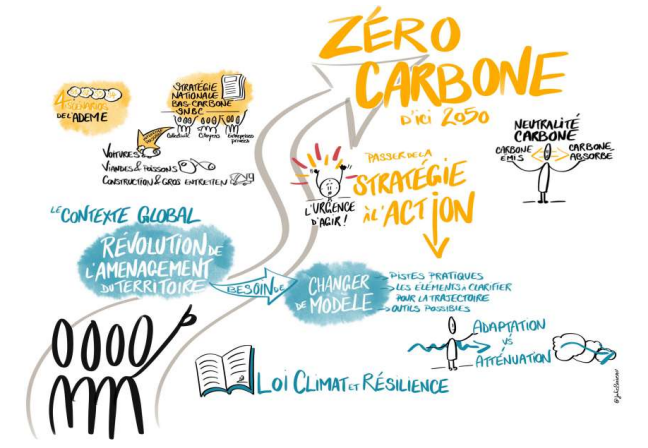 ZÉRO
CARBONE
D'ici 2050
4 SCÉNARIOS
DE L'ADEME
STRATÉGIE
NATIONALE
BAS-CARBONE
SNBC
Citoyens Entreprises
privées
VOITURES
VIANDES & POISSONS
CONSTRUCTION & GROS ENTRETIEN
NEUTRALITÉ
CARBONE
CARBONE
ÉMIS
CARBONE
ABSORBÉ
L'URGENCE
D'AGIR !
PASSER DE LA
STRATÉGIE
À L'ACTION
LE CONTEXTE GLOBAL
RÉVOLUTION DE
L'AMENAGEMENT
DU TERRITOIRE
BESOIN DE
CHANGER
DE MODÈLE
PISTES PRATIQUES
LES ELÉMENTS À CLARIFIER
POUR LA TRAJECTOIRE
OUTILS POSSIBLES
ADAPTATION
VS
ATTÉNUATION
LOI CLIMAT ET RÉSILIENCE